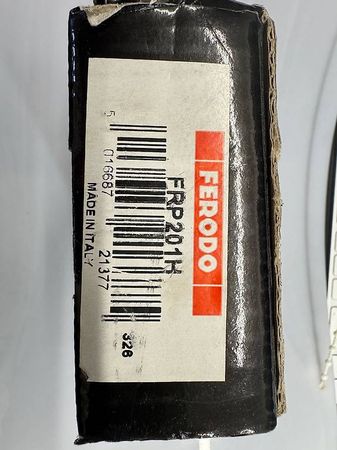 FERODO
FRP201H
5 016687 21377
326
MADE IN ITALY